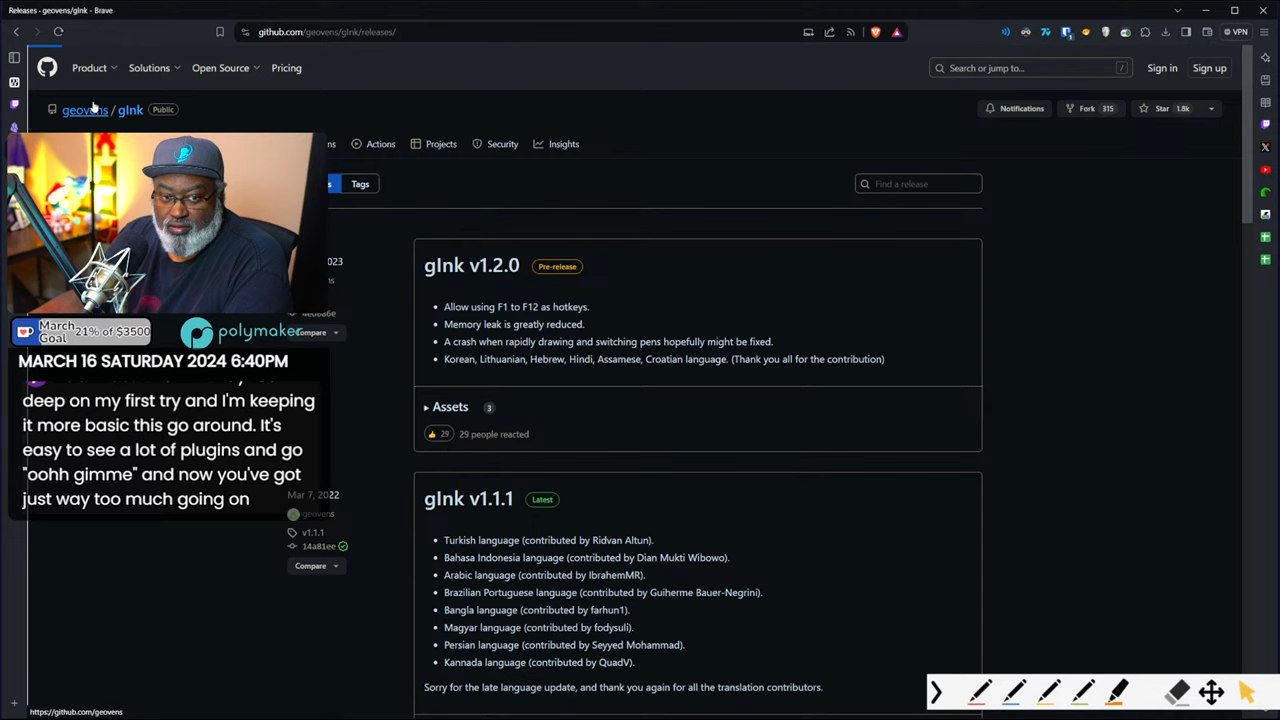 Releases - geovens/gInk - Brave
github.com/geovens/gInk/releases/
VPN
Product
Solutions
Open Source
Pricing
Search or jump to...
/
Sign in
Sign up
geovens / gInk
Public
Notifications
Fork 315
Star 1.8k
Actions
Projects
Security
Insights
Tags
Find a release
gInk v1.2.0
Pre-release
Allow using F1 to F12 as hotkeys.
Memory leak is greatly reduced.
A crash when rapidly drawing and switching pens hopefully might be fixed.
Korean, Lithuanian, Hebrew, Hindi, Assamese, Croatian language. (Thank you all for the contribution)
Compare
Assets 3
29
29 people reacted
March
Goal
21% of $3500
polymaker
MARCH 16 SATURDAY 2024 6:40PM
deep on my first try and I'm keeping
it more basic this go around. It's
easy to see a lot of plugins and go
"oohh gimme" and now you've got
just way too much going on
Mar 7, 2022
geovens
v1.1.1
14a81ee
Compare
gInk v1.1.1
Latest
Turkish language (contributed by Ridvan Altun).
Bahasa Indonesia language (contributed by Dian Mukti Wibowo).
Arabic language (contributed by IbrahemMR).
Brazilian Portuguese language (contributed by Guiherme Bauer-Negrini).
Bangla language (contributed by farhun1).
Magyar language (contributed by fodysuli).
Persian language (contributed by Seyyed Mohammad).
Kannada language (contributed by QuadV).
Sorry for the late language update, and thank you again for all the translation contributors.
https://github.com/geovens